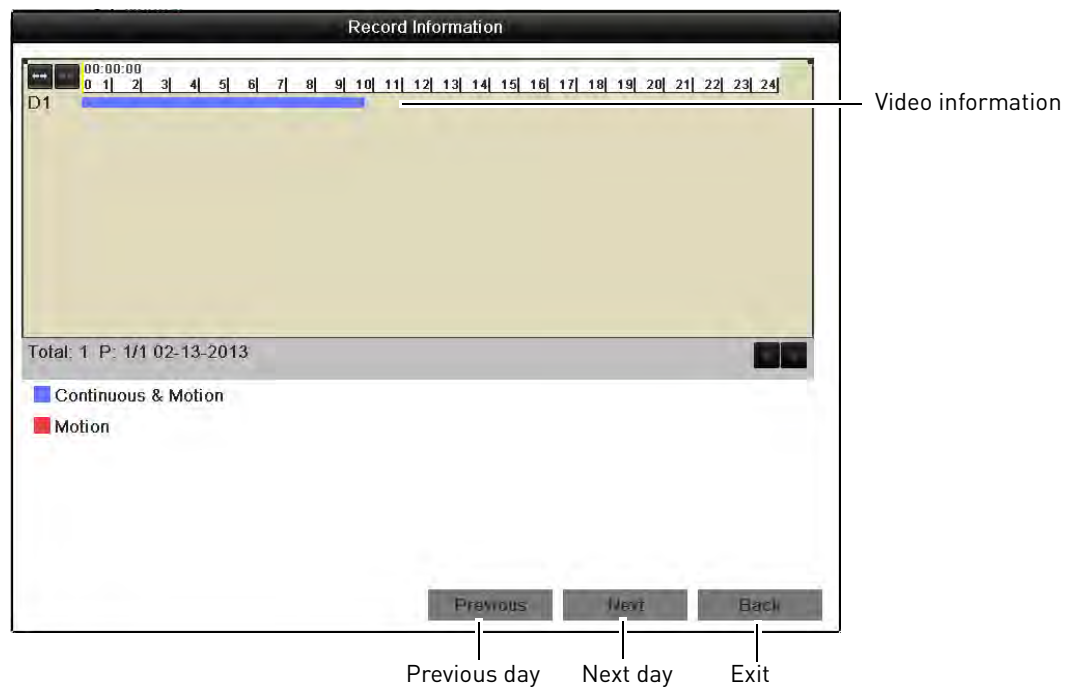 Record Information
00:00:00
0 1 2 3 4 5 6 7 8 9 10 11 12 13 14 15 16 17 18 19 20 21 22 23 24
D1
Video information
Total: 1 P: 1/1 02-13-2013
Continuous & Motion
Motion
Previous Next Back
Previous day Next day Exit